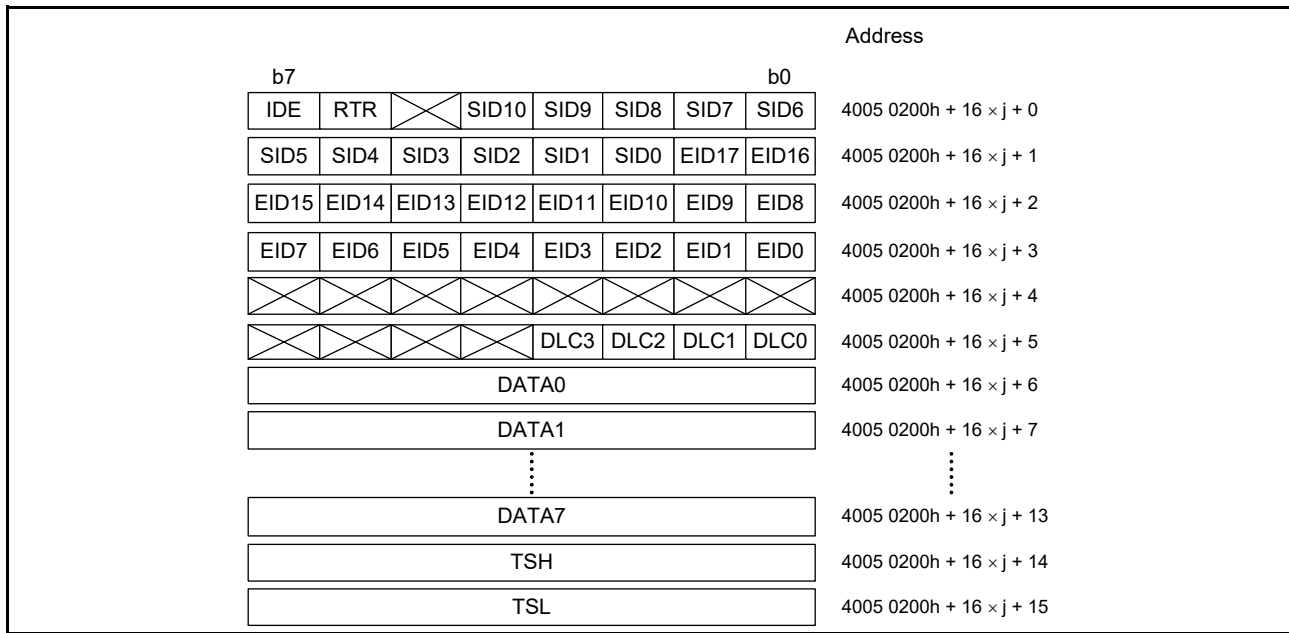 Address
b7 b0
IDE RTR SID10 SID9 SID8 SID7 SID6 4005 0200h + 16 × j + 0
SID5 SID4 SID3 SID2 SID1 SID0 EID17 EID16 4005 0200h + 16 × j + 1
EID15 EID14 EID13 EID12 EID11 EID10 EID9 EID8 4005 0200h + 16 × j + 2
EID7 EID6 EID5 EID4 EID3 EID2 EID1 EID0 4005 0200h + 16 × j + 3
4005 0200h + 16 × j + 4
DLC3 DLC2 DLC1 DLC0 4005 0200h + 16 × j + 5
DATA0 4005 0200h + 16 × j + 6
DATA1 4005 0200h + 16 × j + 7
DATA7 4005 0200h + 16 × j + 13
TSH 4005 0200h + 16 × j + 14
TSL 4005 0200h + 16 × j + 15